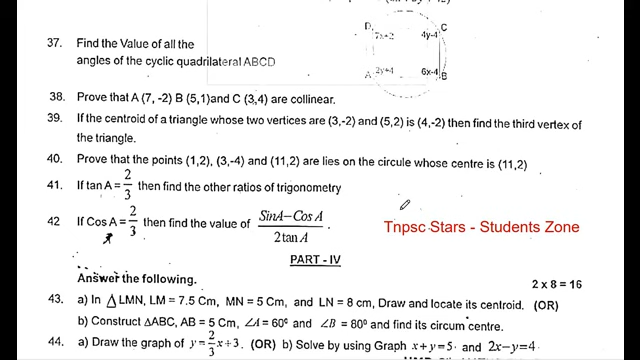 D C
7x+2 4y-4
37. Find the Value of all the
angles of the cyclic quadrilateral ABCD
A 2y+4 6x-4 B
38. Prove that A (7, -2) B (5,1)and C (3,4) are collinear.
39. If the centroid of a triangle whose two vertices are (3,-2) and (5,2) is (4,-2) then find the third vertex of
the triangle.
40. Prove the points (1,2), (3,-4) and (11,2) are lies on the circule whose centre is (11,2)
41. If tan A = 2/3 then find the other ratios of trigonometry
42 If Cos A = 2/3 then find the value of (SinA−Cos A)/(2 tan A)
Tnpsc Stars - Students Zone
PART - IV
Answer the following. 2 x 8 = 16
43. a) In △LMN, LM = 7.5 Cm, MN = 5 Cm, and LN = 8 cm, Draw and locate its centroid. (OR)
b) Construct ΔABC, AB = 5 Cm, ∠A = 60⁰ and ∠B = 80⁰ and find its circum centre.
44. a) Draw the graph of y = 2/3 x + 3. (OR) b) Solve by using Graph x + y = 5 and 2x − y = 4